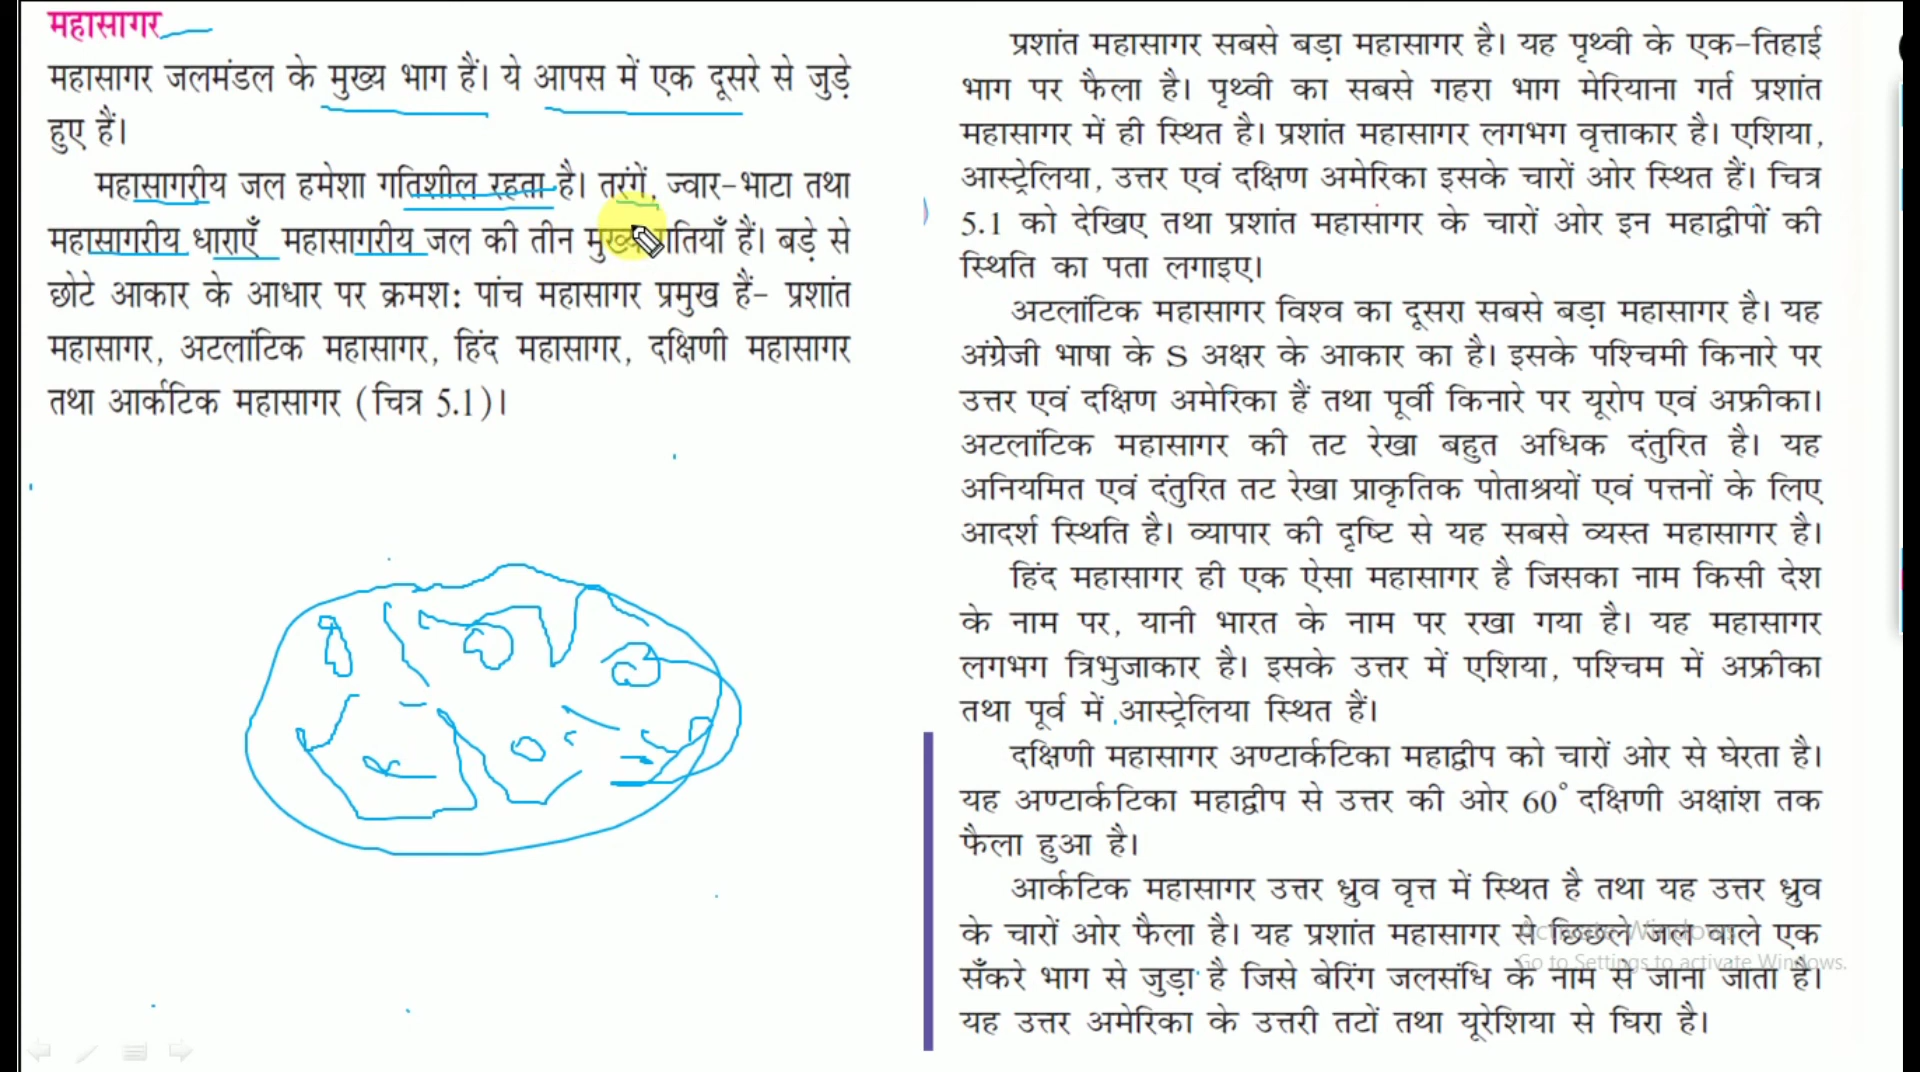 महासागर
महासागर जलमंडल के मुख्य भाग हैं। ये आपस में एक दूसरे से जुड़े
हुए हैं।
महासागरीय जल हमेशा गतिशील रहता है। तरंगें, ज्वार-भाटा तथा
महासागरीय धाराएँ महासागरीय जल की तीन मुख्य गतियाँ हैं। बड़े से
छोटे आकार के आधार पर क्रमश: पांच महासागर प्रमुख हैं- प्रशांत
महासागर, अटलांटिक महासागर, हिंद महासागर, दक्षिणी महासागर
तथा आर्कटिक महासागर (चित्र 5.1)।
प्रशांत महासागर सबसे बड़ा महासागर है। यह पृथ्वी के एक-तिहाई
भाग पर फैला है। पृथ्वी का सबसे गहरा भाग मेरियाना गर्त प्रशांत
महासागर में ही स्थित है। प्रशांत महासागर लगभग वृत्ताकार है। एशिया,
आस्ट्रेलिया, उत्तर एवं दक्षिण अमेरिका इसके चारों ओर स्थित हैं। चित्र
5.1 को देखिए तथा प्रशांत महासागर के चारों ओर इन महाद्वीपों की
स्थिति का पता लगाइए।
अटलांटिक महासागर विश्व का दूसरा सबसे बड़ा महासागर है। यह
अंग्रेजी भाषा के S अक्षर के आकार का है। इसके पश्चिमी किनारे पर
उत्तर एवं दक्षिण अमेरिका हैं तथा पूर्वी किनारे पर यूरोप एवं अफ्रीका।
अटलांटिक महासागर की तट रेखा बहुत अधिक दंतुरित है। यह
अनियमित एवं दंतुरित तट रेखा प्राकृतिक पोताश्रयों एवं पत्तनों के लिए
आदर्श स्थिति है। व्यापार की दृष्टि से यह सबसे व्यस्त महासागर है।
हिंद महासागर ही एक ऐसा महासागर है जिसका नाम किसी देश
के नाम पर, यानी भारत के नाम पर रखा गया है। यह महासागर
लगभग त्रिभुजाकार है। इसके उत्तर में एशिया, पश्चिम में अफ्रीका
तथा पूर्व में आस्ट्रेलिया स्थित हैं।
दक्षिणी महासागर अण्टार्कटिका महाद्वीप को चारों ओर से घेरता है।
यह अण्टार्कटिका महाद्वीप से उत्तर की ओर 60° दक्षिणी अक्षांश तक
फैला हुआ है।
आर्कटिक महासागर उत्तर ध्रुव वृत्त में स्थित है तथा यह उत्तर ध्रुव
के चारों ओर फैला है। यह प्रशांत महासागर से छिछले जल वाले एक
सँकरे भाग से जुड़ा है जिसे बेरिंग जलसंधि के नाम से जाना जाता है।
यह उत्तर अमेरिका के उत्तरी तटों तथा यूरेशिया से घिरा है।
Activate Windows
Go to Settings to activate Windows.